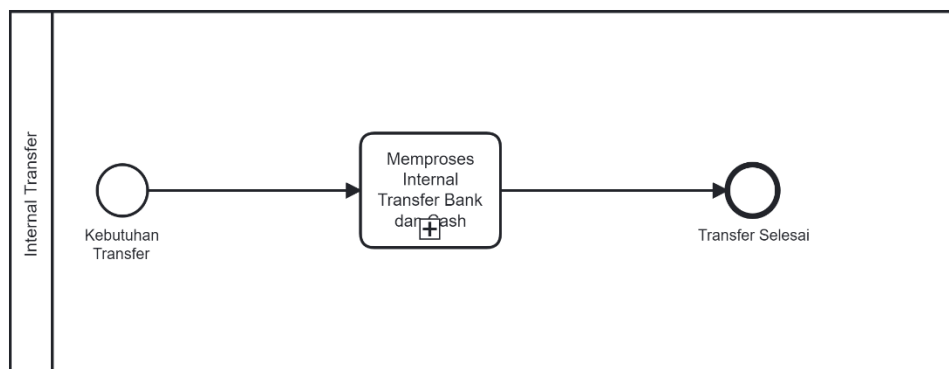 Internal Transfer
Kebutuhan
Transfer
Memproses
Internal
Transfer Bank
dan Cash
Transfer Selesai